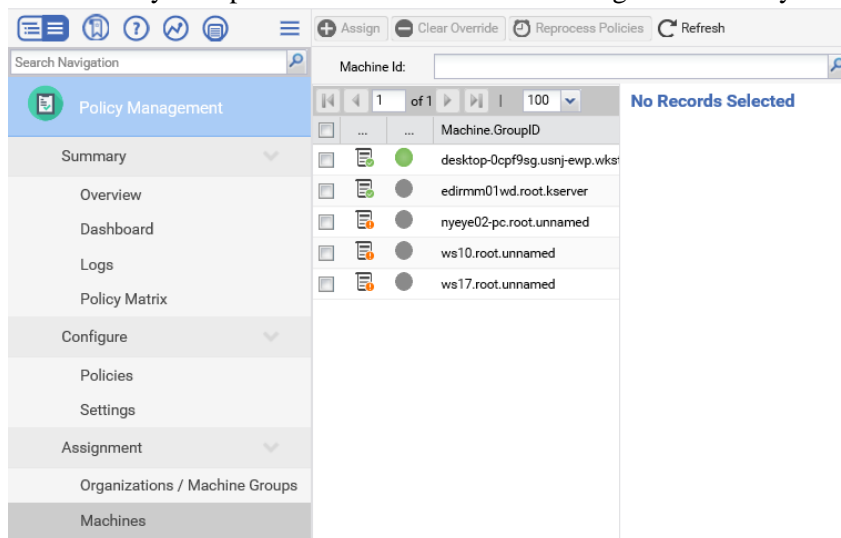 Assign Clear Override Reprocess Policies Refresh
Search Navigation
Machine Id:
Policy Management
1 of 1 | 100
No Records Selected
... ... Machine.GroupID
Summary
desktop-0cpf9sg.usnj-ewp.wkst
Overview
edirmm01wd.root.kserver
Dashboard
nyeye02-pc.root.unnamed
Logs
ws10.root.unnamed
Policy Matrix
ws17.root.unnamed
Configure
Policies
Settings
Assignment
Organizations / Machine Groups
Machines